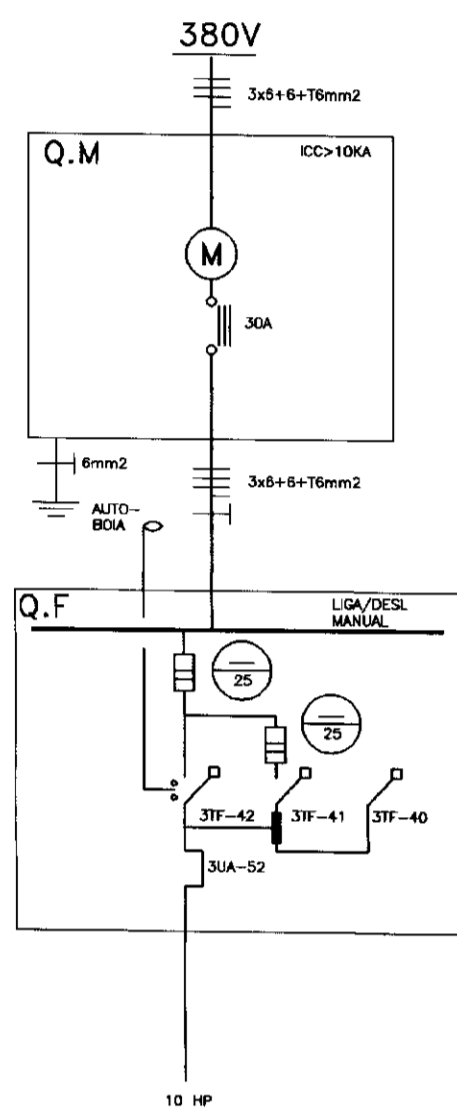 380V
3x6+6+T6mm2
Q.M
ICC>10KA
M
30A
6mm2
3x6+6+T6mm2
AUTO-
BOIA
Q.F
LIGA/DESL
MANUAL
25
25
3TF-42
3TF-41
3TF-40
3UA-52
10 HP